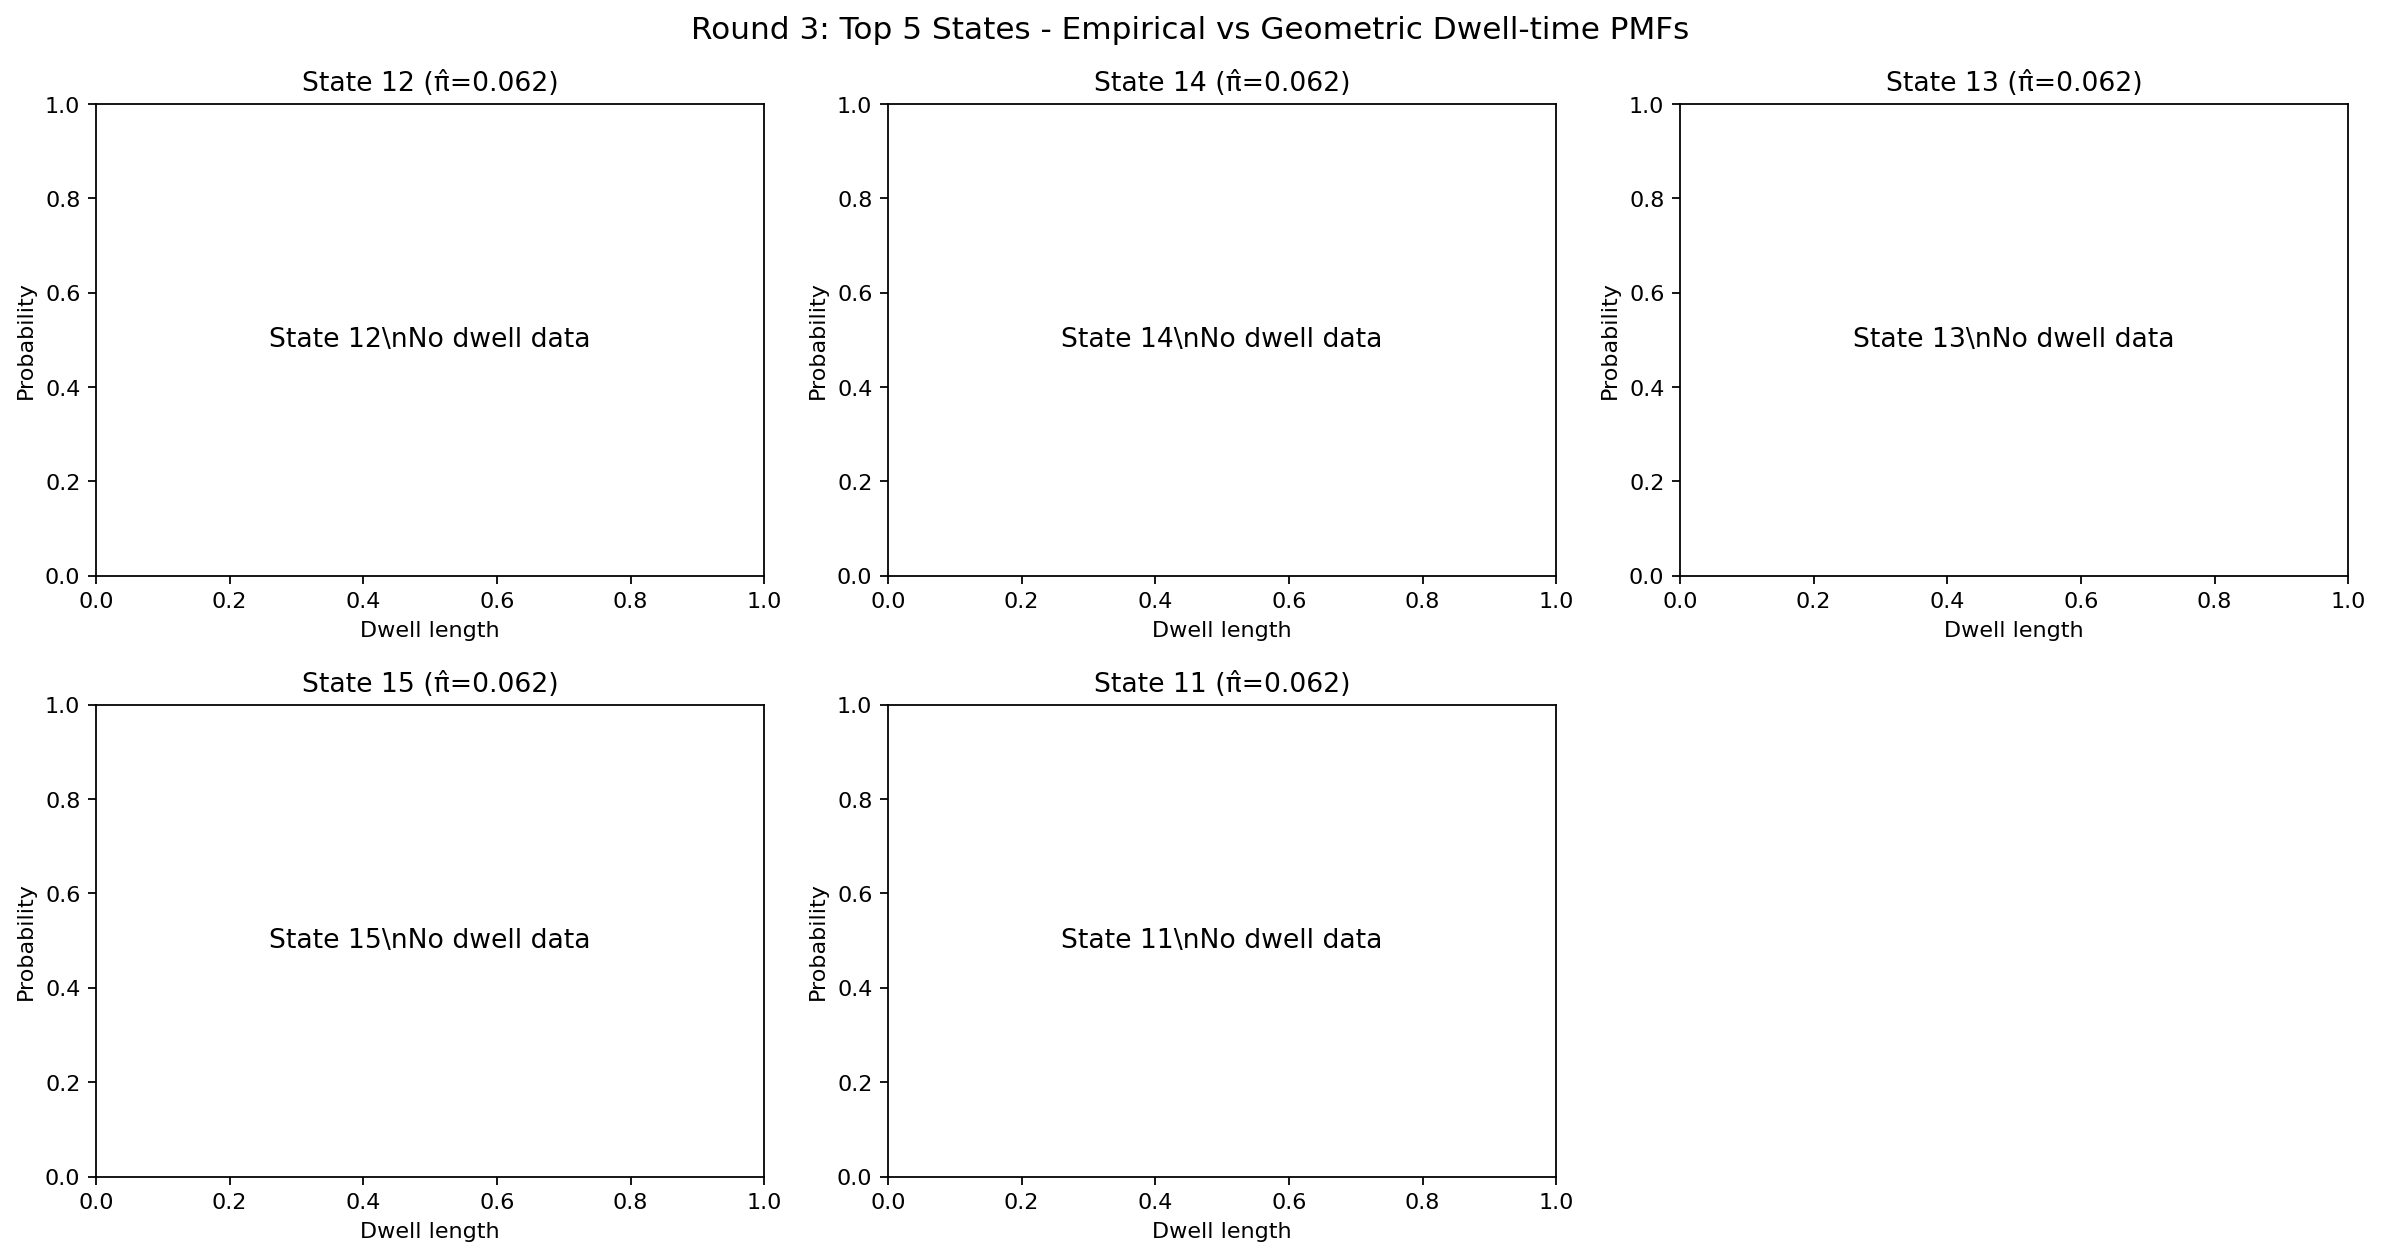 Round 3: Top 5 States - Empirical vs Geometric Dwell-time PMFs
State 12 (π̂=0.062)
1.0
0.8
0.6
0.4
0.2
0.0
Probability
State 12\nNo dwell data
0.0 0.2 0.4 0.6 0.8 1.0
Dwell length
State 14 (π̂=0.062)
1.0
0.8
0.6
0.4
0.2
0.0
Probability
State 14\nNo dwell data
0.0 0.2 0.4 0.6 0.8 1.0
Dwell length
State 13 (π̂=0.062)
1.0
0.8
0.6
0.4
0.2
0.0
Probability
State 13\nNo dwell data
0.0 0.2 0.4 0.6 0.8 1.0
Dwell length
State 15 (π̂=0.062)
1.0
0.8
0.6
0.4
0.2
0.0
Probability
State 15\nNo dwell data
0.0 0.2 0.4 0.6 0.8 1.0
Dwell length
State 11 (π̂=0.062)
1.0
0.8
0.6
0.4
0.2
0.0
Probability
State 11\nNo dwell data
0.0 0.2 0.4 0.6 0.8 1.0
Dwell length